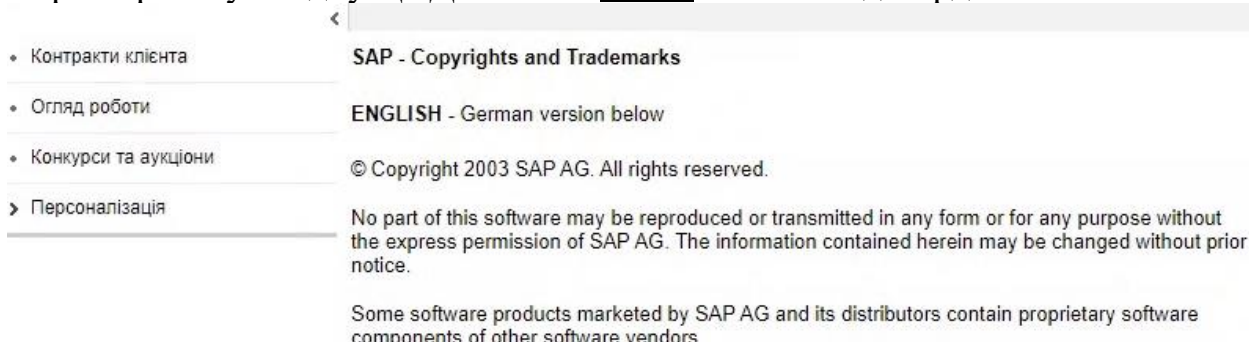 Контракти клієнта
Огляд роботи
Конкурси та аукціони
Персоналізація
SAP - Copyrights and Trademarks
ENGLISH - German version below
© Copyright 2003 SAP AG. All rights reserved.
No part of this software may be reproduced or transmitted in any form or for any purpose without
the express permission of SAP AG. The information contained herein may be changed without prior
notice.
Some software products marketed by SAP AG and its distributors contain proprietary software
components of other software vendors